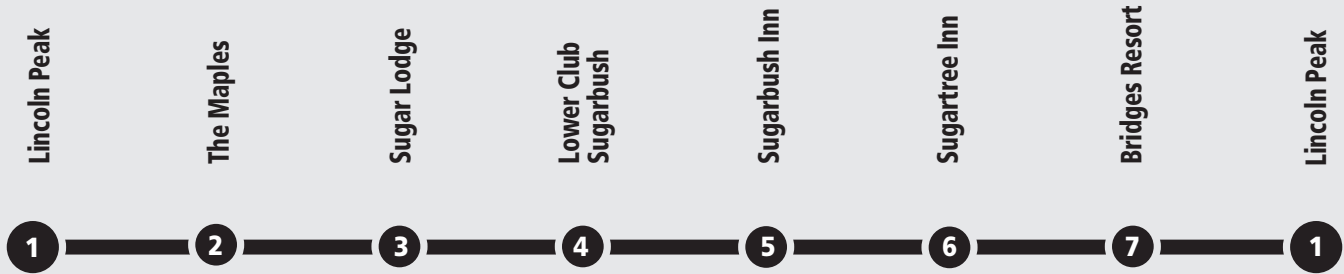 Lincoln Peak
The Maples
Sugar Lodge
Lower Club
Sugarbush
Sugarbush Inn
Sugartree Inn
Bridges Resort
Lincoln Peak
1
2
3
4
5
6
7
1